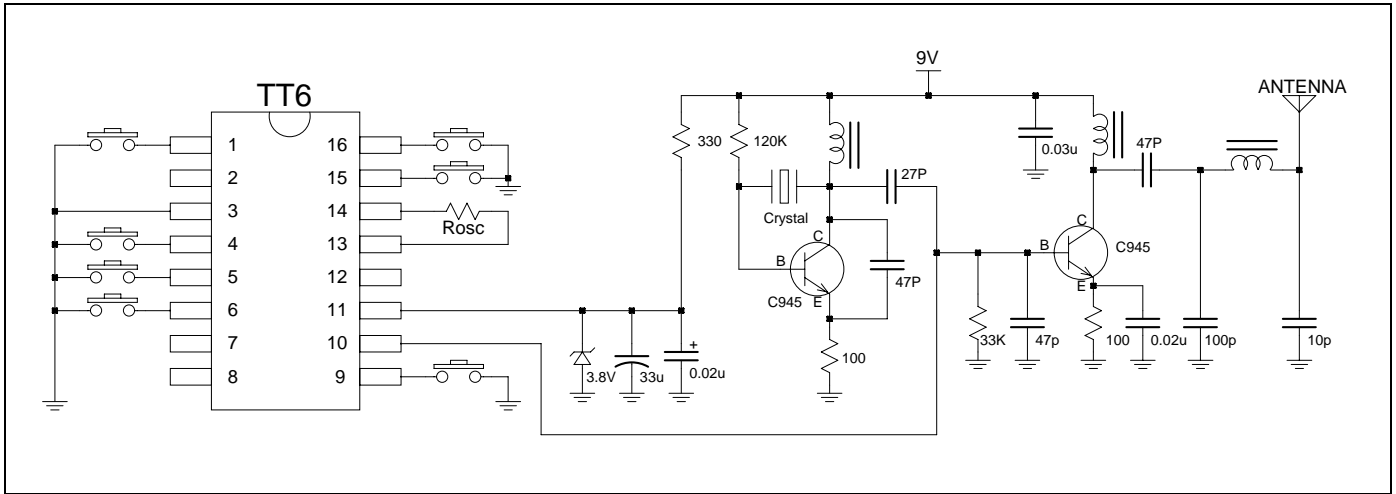 9V
TT6
ANTENNA
1 16
330
120K
47P
0.03u
2 15
27P
3 14
Rosc
Crystal
4 13
C
C
C945
B
B
5 12
47P
C945
E
E
6 11
7 10
+
33K
47p
100
0.02u
100p
10p
100
8 9
3.8V
33u
0.02u